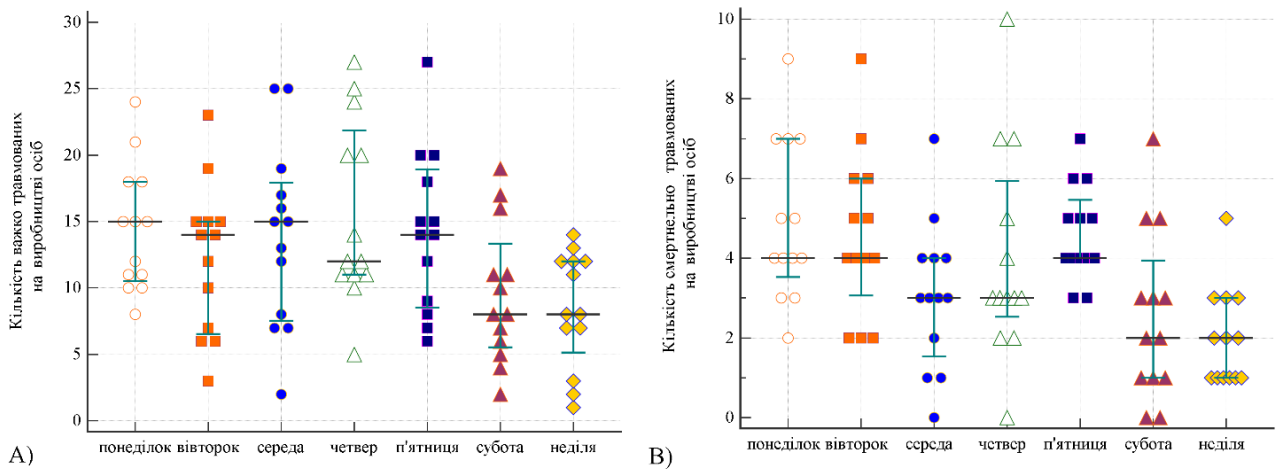 Кількість важко травмованих
на виробництві осіб
30
25
20
15
10
5
0
понеділок вівторок середа четвер п'ятниця субота неділя
А)
Кількість смертнельно травмованих
на виробництві осіб
10
8
6
4
2
0
понеділок вівторок середа четвер п'ятниця субота неділя
В)